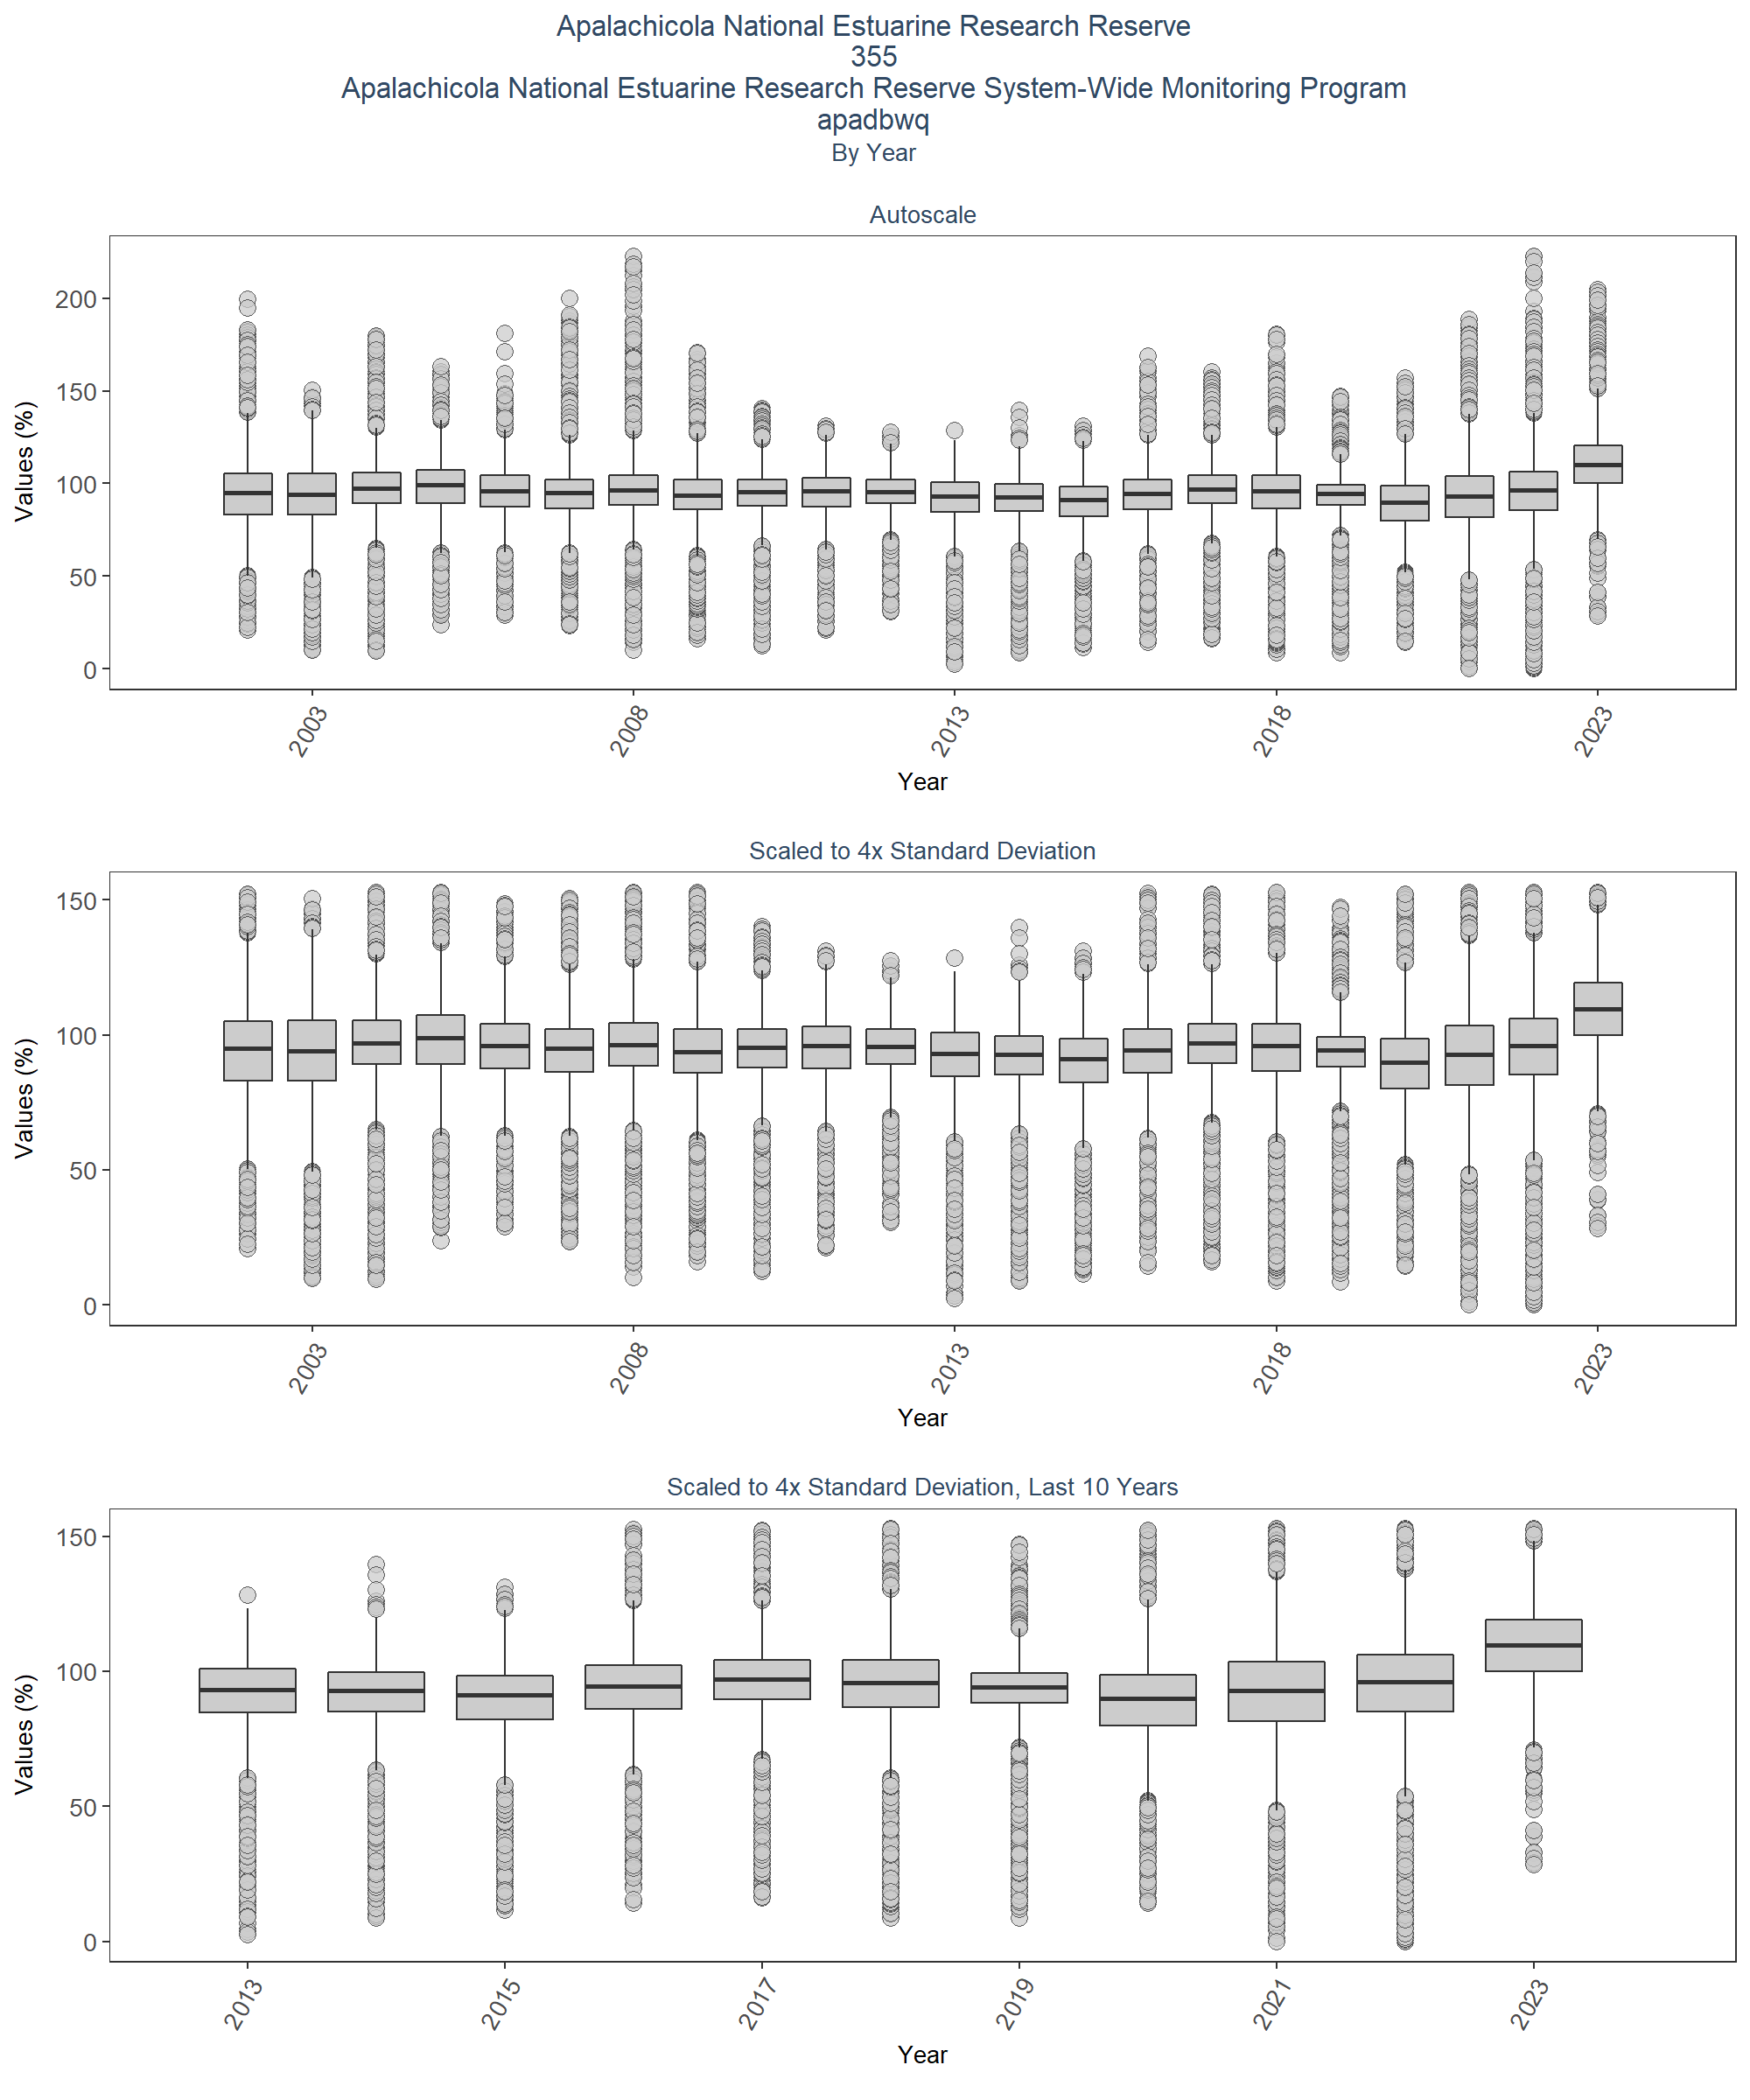 Apalachicola National Estuarine Research Reserve
355
Apalachicola National Estuarine Research Reserve System-Wide Monitoring Program
apadbwq
By Year
Autoscale
Values (%)
200
150
100
50
0
2003
2008
2013
2018
2023
Year
Scaled to 4x Standard Deviation
Values (%)
150
100
50
0
2003
2008
2013
2018
2023
Year
Scaled to 4x Standard Deviation, Last 10 Years
Values (%)
150
100
50
0
2013
2015
2017
2019
2021
2023
Year